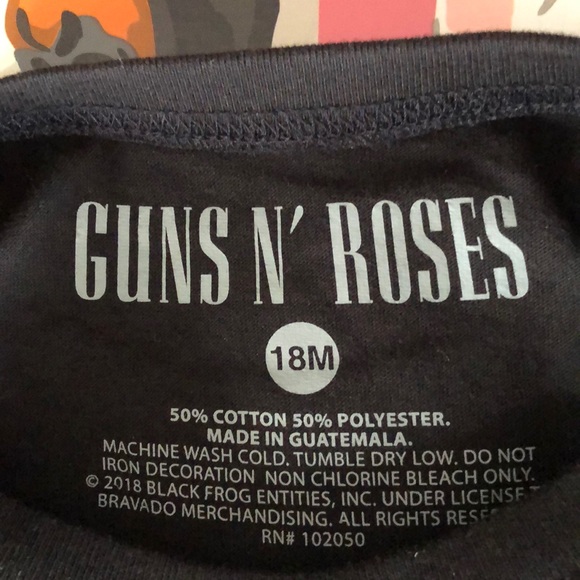 GUNS N' ROSES
18M
50% COTTON 50% POLYESTER.
MADE IN GUATEMALA.
MACHINE WASH COLD. TUMBLE DRY LOW. DO NOT
IRON DECORATION NON CHLORINE BLEACH ONLY.
© 2018 BLACK FROG ENTITIES, INC. UNDER LICENSE
BRAVADO MERCHANDISING. ALL RIGHTS
RN# 102050